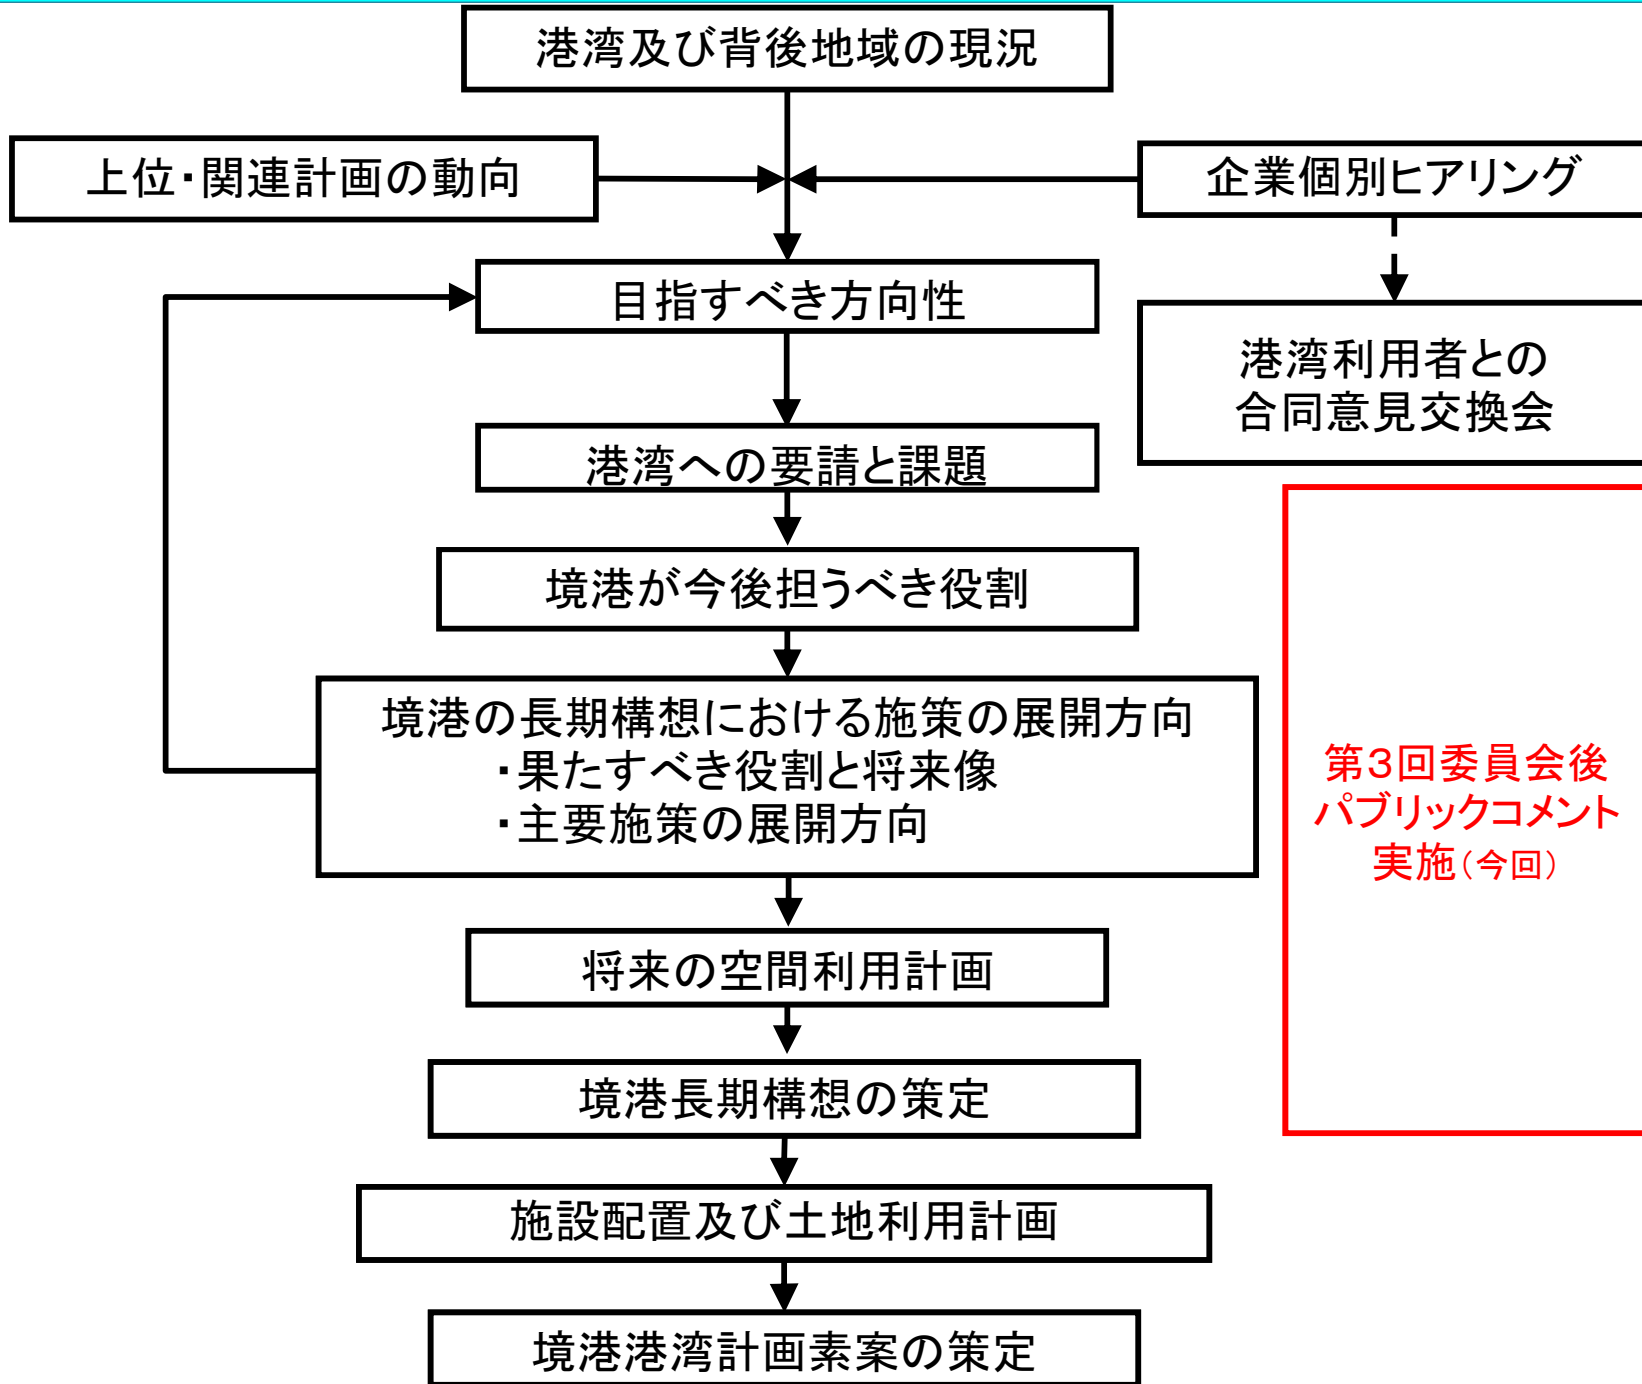 港湾及び背後地域の現況
上位・関連計画の動向
企業個別ヒアリング
目指すべき方向性
港湾利用者との
合同意見交換会
港湾への要請と課題
境港が今後担うべき役割
境港の長期構想における施策の展開方向
・果たすべき役割と将来像
・主要施策の展開方向
第3回委員会後
パブリックコメント
実施(今回)
将来の空間利用計画
境港長期構想の策定
施設配置及び土地利用計画
境港港湾計画素案の策定